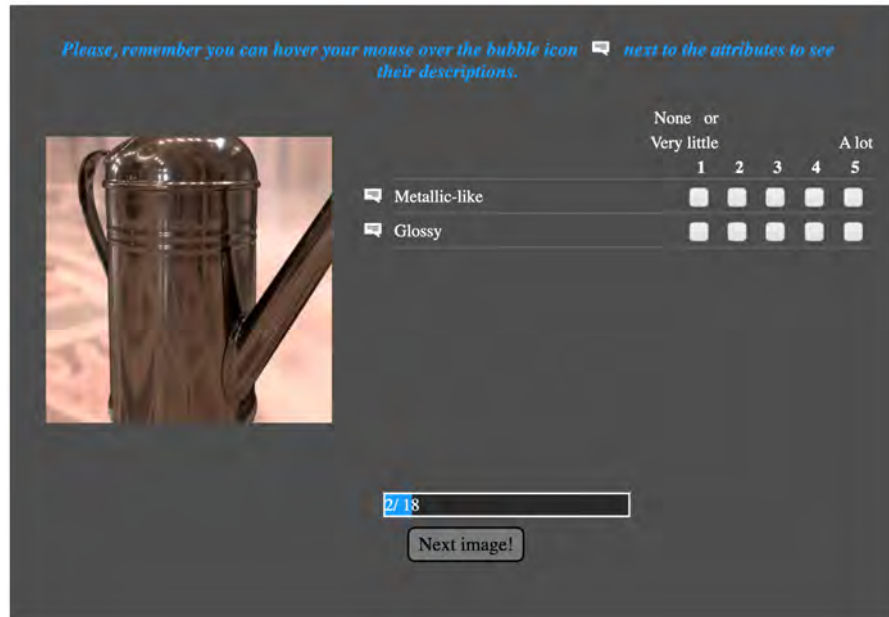 Please, remember you can hover your mouse over the bubble icon next to the attributes to see
their descriptions.
None or
Very little A lot
1 2 3 4 5
Metallic-like
Glossy
2/ 18
Next image!